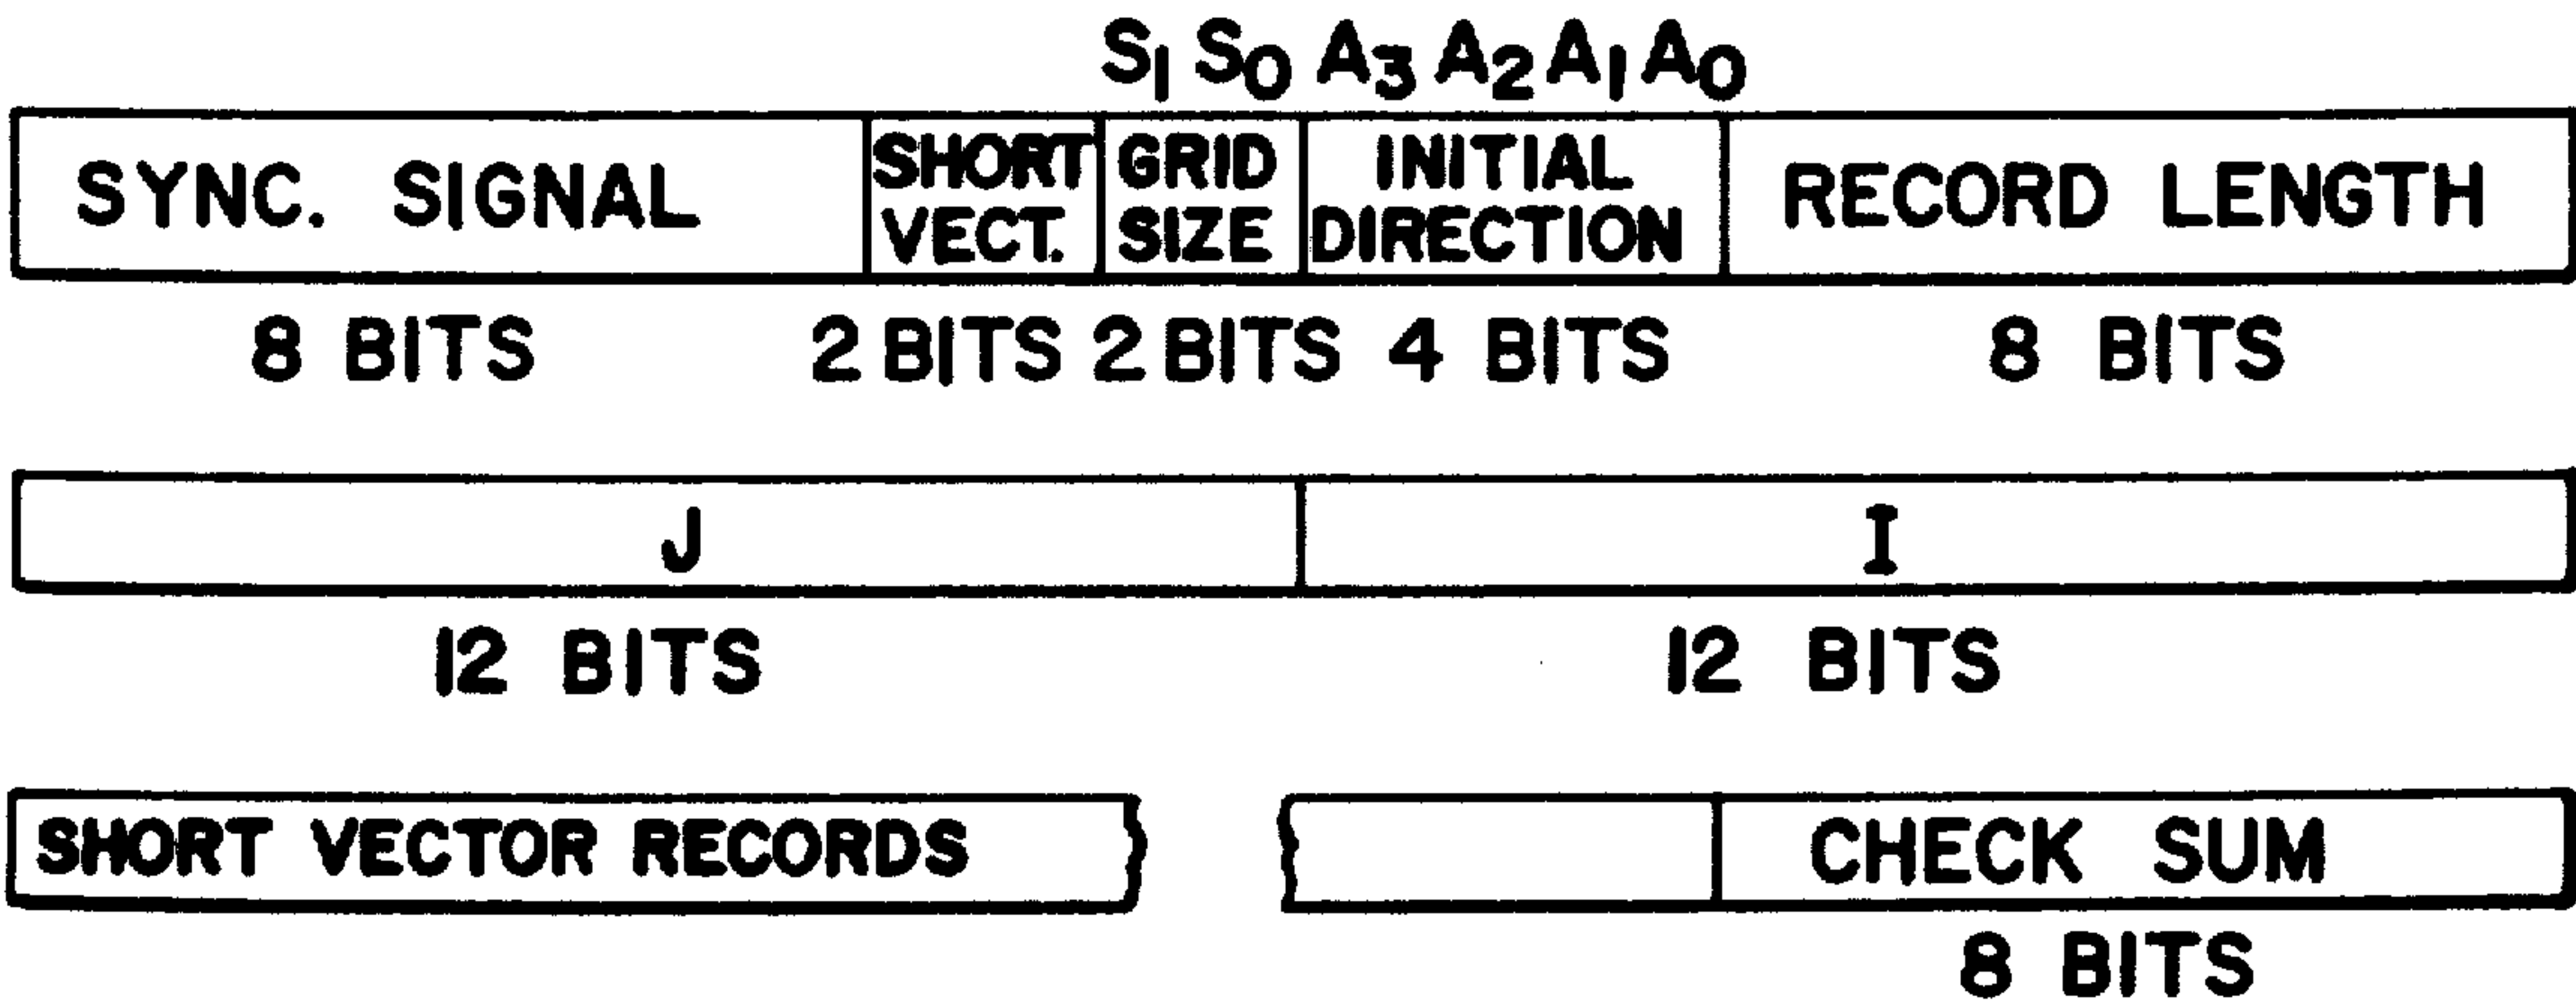 S1 S0 A3 A2 A1 A0
SYNC. SIGNAL SHORT VECT. GRID SIZE INITIAL DIRECTION RECORD LENGTH
8 BITS 2 BITS 2 BITS 4 BITS 8 BITS
J I
12 BITS 12 BITS
SHORT VECTOR RECORDS CHECK SUM
8 BITS